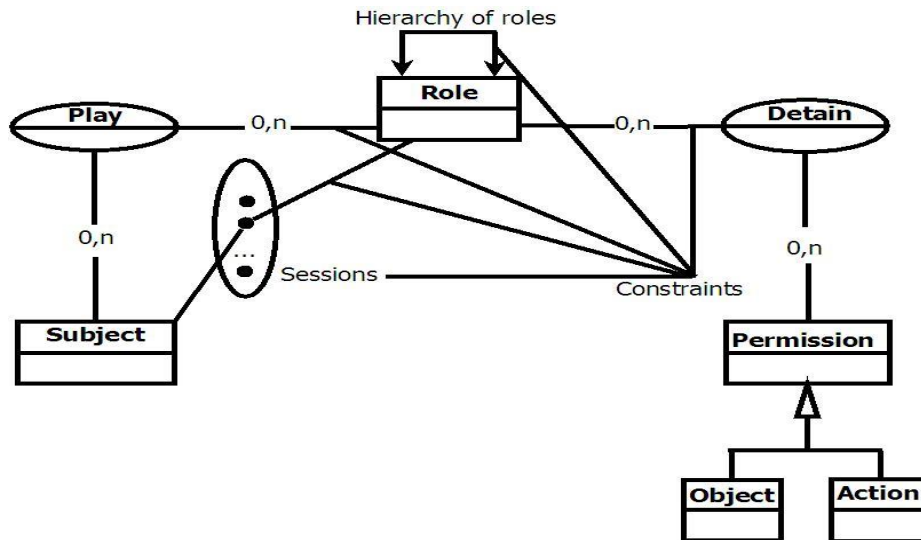 Hierarchy of roles
Role
Play
0,n
0,n
Detain
0,n
0,n
...
Sessions
Constraints
Subject
Permission
Object
Action